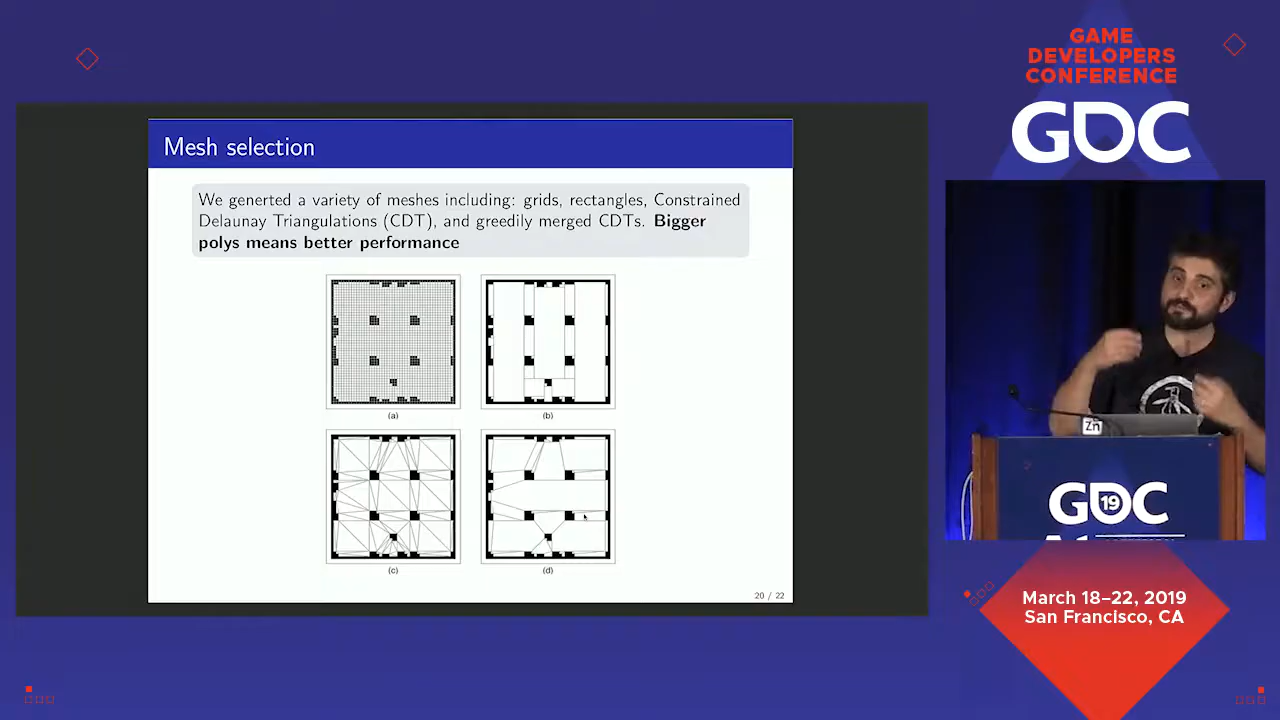 GAME
DEVELOPERS
CONFERENCE
GDC
Mesh selection
We generted a variety of meshes including: grids, rectangles, Constrained
Delaunay Triangulations (CDT), and greedily merged CDTs. Bigger
polys means better performance
(a)
(b)
(c)
(d)
20 / 22
Zn
GDC
19
March 18–22, 2019
San Francisco, CA